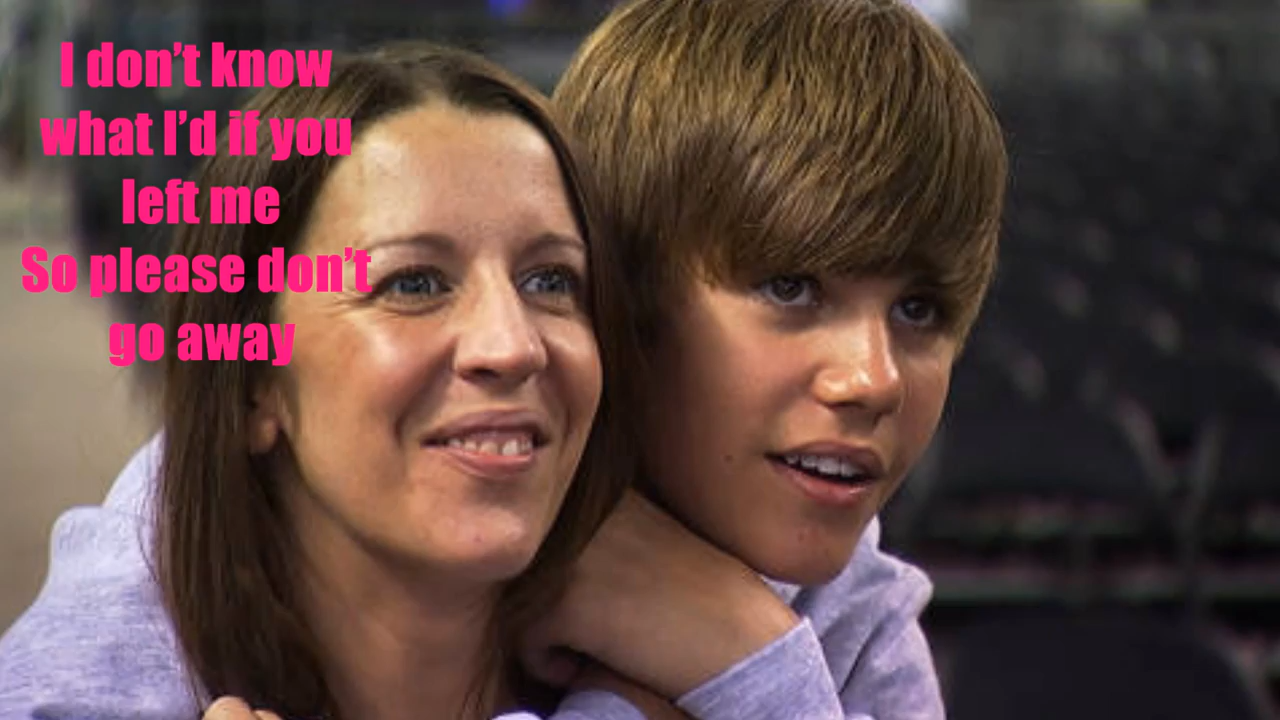 I don’t know
what I’d if you
left me
So please don’t
go away